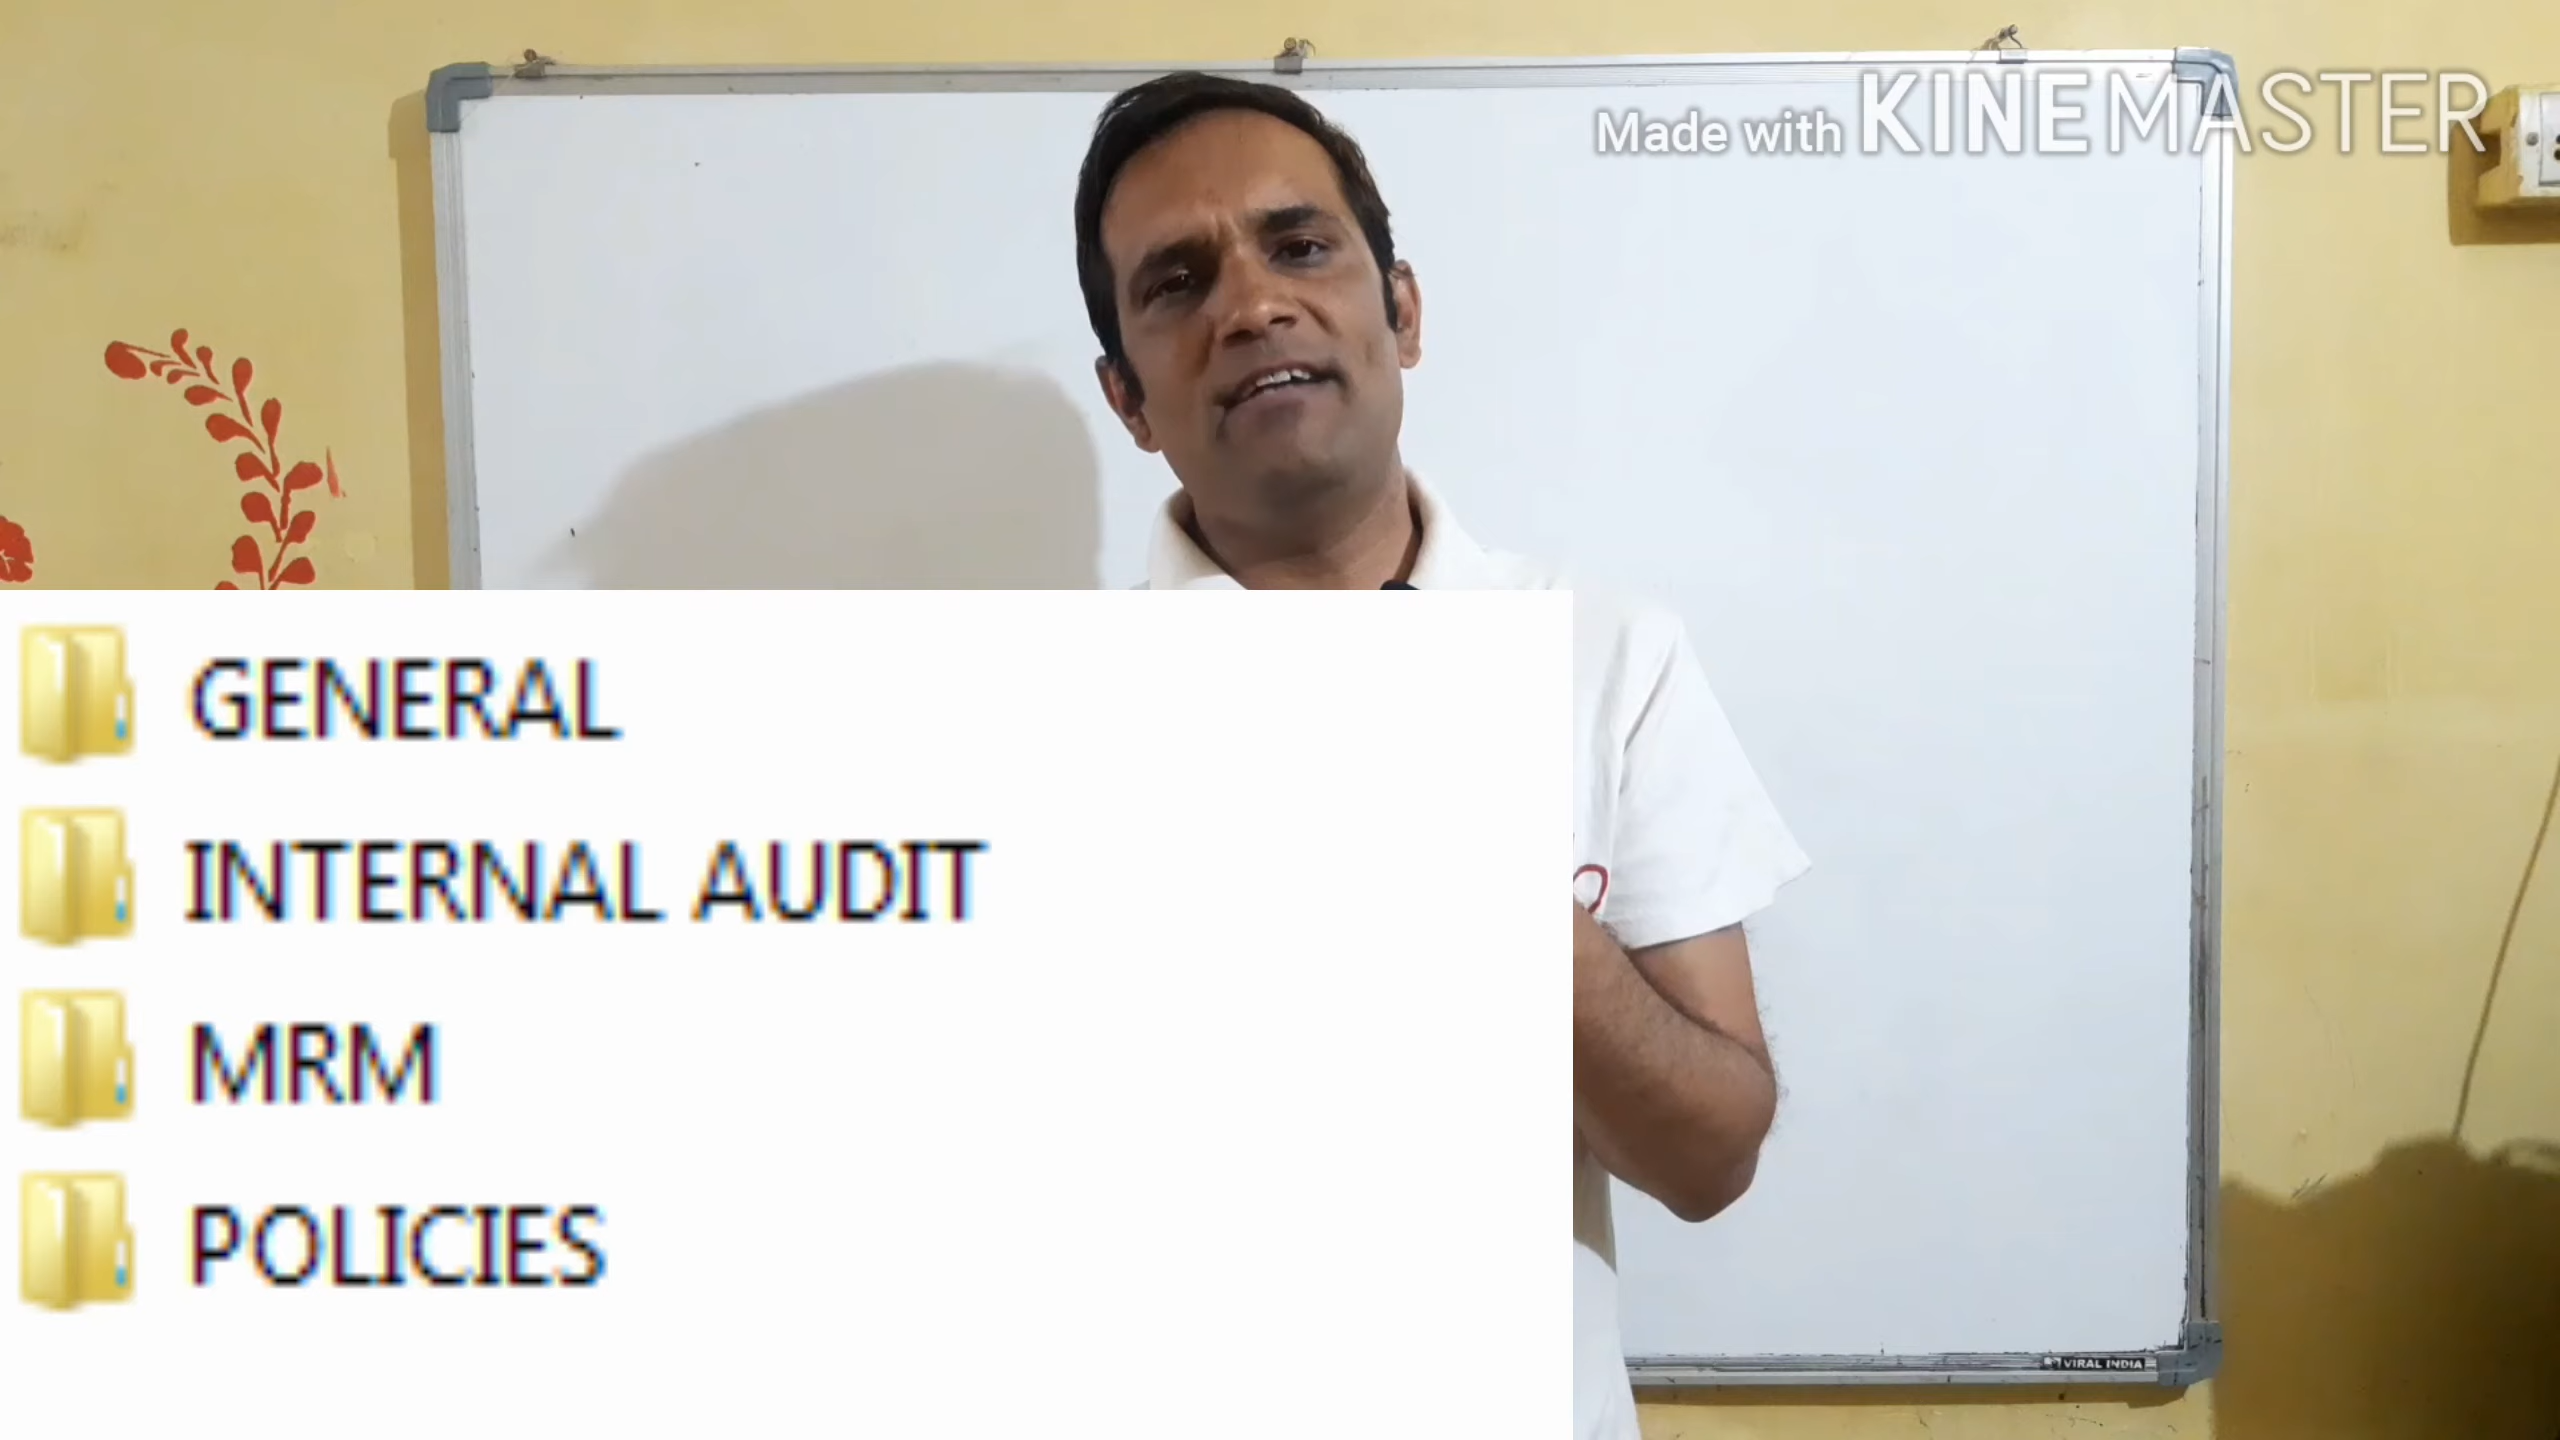 Made with KINEMASTER
GENERAL
INTERNAL AUDIT
MRM
POLICIES
VIRAL INDIA